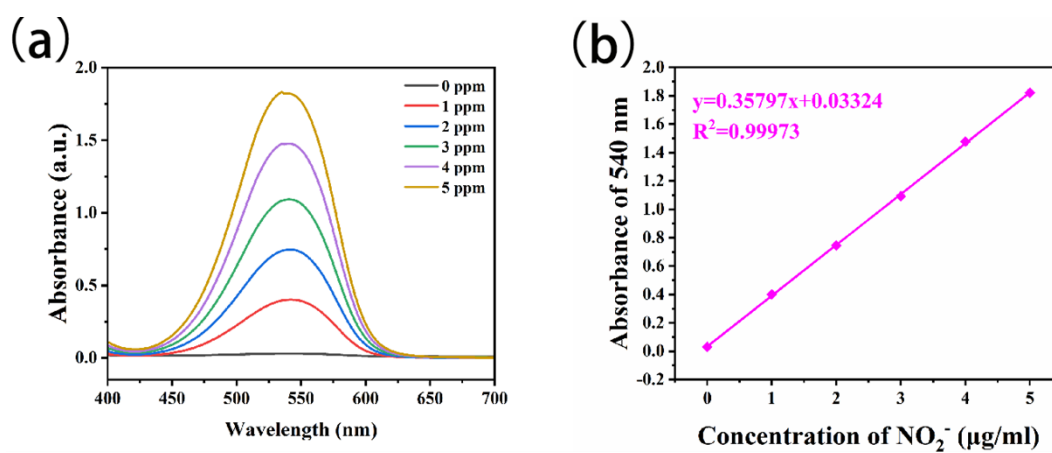 (a)
2.0
1.5
1.0
0.5
0.0
400 450 500 550 600 650 700
Absorbance (a.u.)
Wavelength (nm)
0 ppm
1 ppm
2 ppm
3 ppm
4 ppm
5 ppm
(b)
2.0
1.8
1.6
1.4
1.2
1.0
0.8
0.6
0.4
0.2
0.0
-0.2
0 1 2 3 4 5
Absorbance of 540 nm
Concentration of NO₂⁻ (μg/ml)
y=0.35797x+0.03324
R²=0.99973